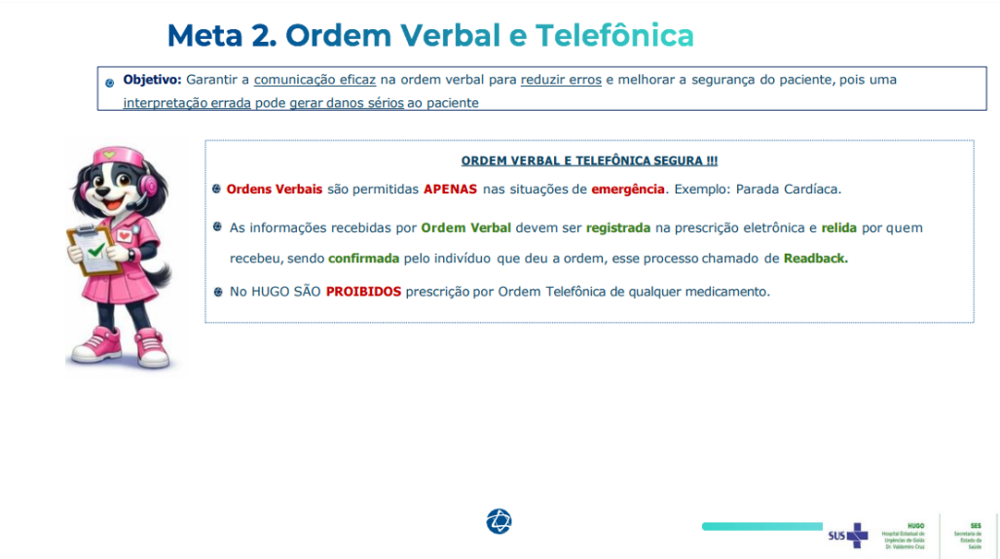 Meta 2. Ordem Verbal e Telefônica
Objetivo: Garantir a comunicação eficaz na ordem verbal para reduzir erros e melhorar a segurança do paciente, pois uma
interpretação errada pode gerar danos sérios ao paciente
ORDEM VERBAL E TELEFÔNICA SEGURA !!!
Ordens Verbais são permitidas APENAS nas situações de emergência. Exemplo: Parada Cardíaca.
As informações recebidas por Ordem Verbal devem ser registrada na prescrição eletrônica e relida por quem
recebeu, sendo confirmada pelo indivíduo que deu a ordem, esse processo chamado de Readback.
No HUGO SÃO PROIBIDOS prescrição por Ordem Telefônica de qualquer medicamento.
SUS
HUGO
Hospital Estadual de
Urgências de Goiás
Dr. Valdemiro Cruz
SES
Secretaria de
Estado da
Saúde